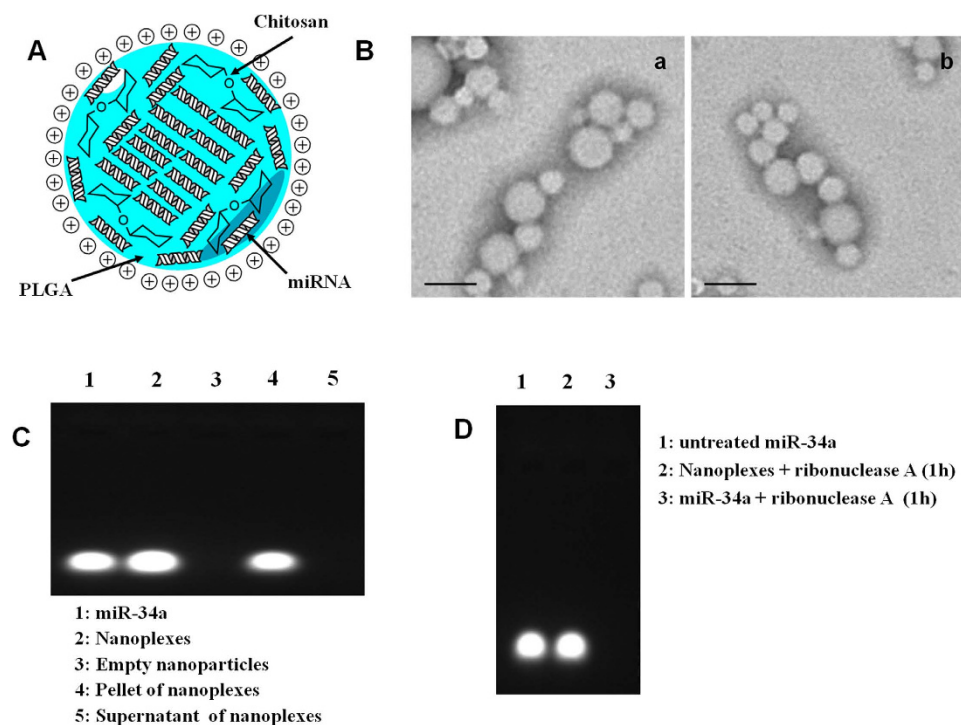 A
Chitosan
PLGA
miRNA
B
a
b
C
1 2 3 4 5
1: miR-34a
2: Nanoplexes
3: Empty nanoparticles
4: Pellet of nanoplexes
5: Supernatant of nanoplexes
D
1 2 3
1: untreated miR-34a
2: Nanoplexes + ribonuclease A (1h)
3: miR-34a + ribonuclease A (1h)